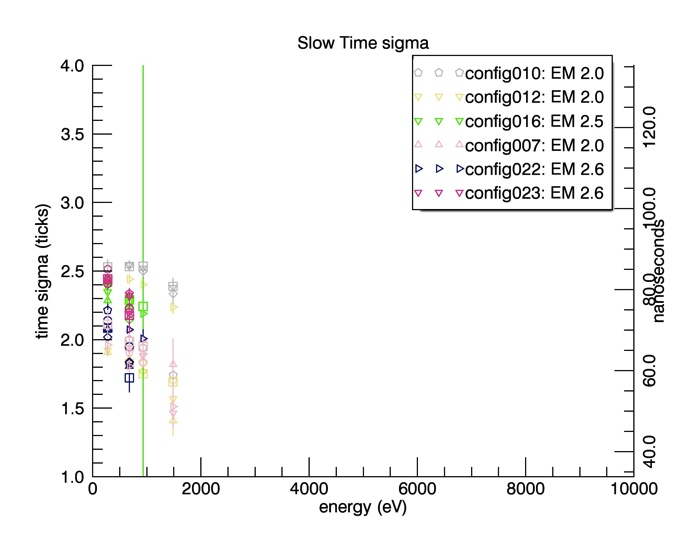 Slow Time sigma
config010: EM 2.0
config012: EM 2.0
config016: EM 2.5
config007: EM 2.0
config022: EM 2.6
config023: EM 2.6
time sigma (ticks)
4.0
3.5
3.0
2.5
2.0
1.5
1.0
0
2000
4000
6000
8000
10000
energy (eV)
120.0
100.0
80.0
60.0
40.0
nanoseconds